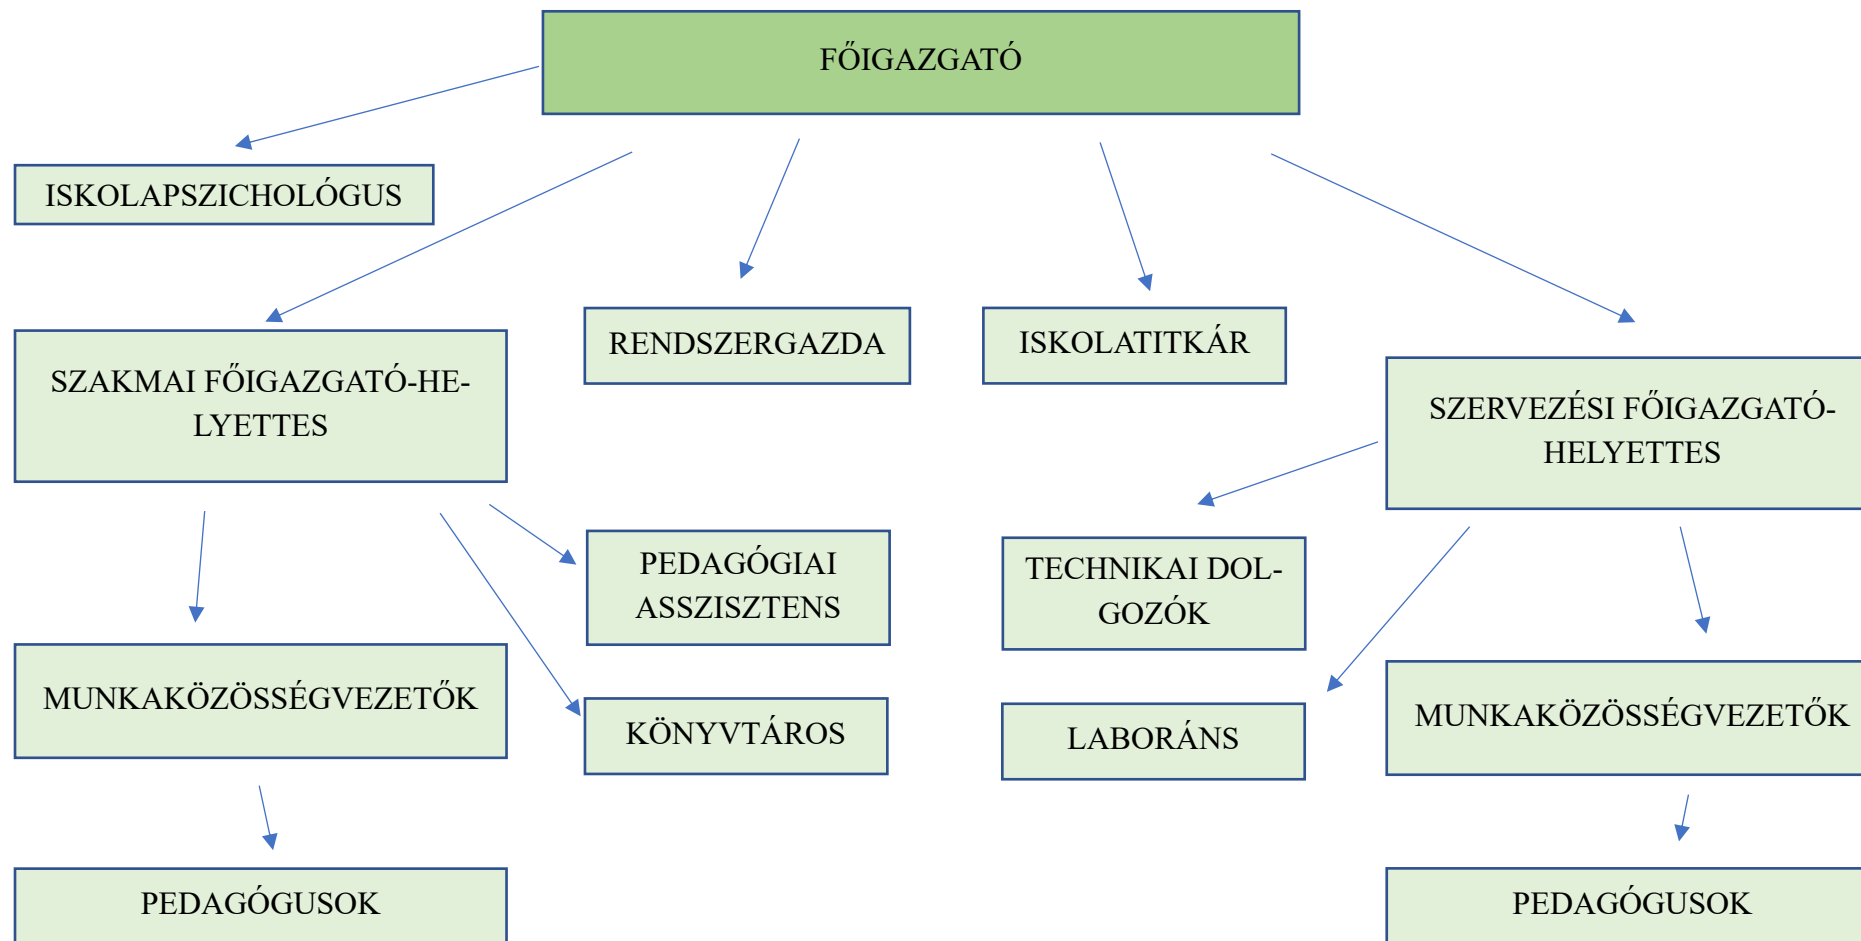 FŐIGAZGATÓ
ISKOLAPSZICHOLÓGUS
RENDSZERGAZDA
ISKOLATITKÁR
SZAKMAI FŐIGAZGATÓ-HE-
LYETTES
SZERVEZÉSI FŐIGAZGATÓ-
HELYETTES
PEDAGÓGIAI
ASSZISZTENS
TECHNIKAI DOL-
GOZÓK
MUNKAKÖZÖSSÉGVEZETŐK
KÖNYVTÁROS
LABORÁNS
MUNKAKÖZÖSSÉGVEZETŐK
PEDAGÓGUSOK
PEDAGÓGUSOK